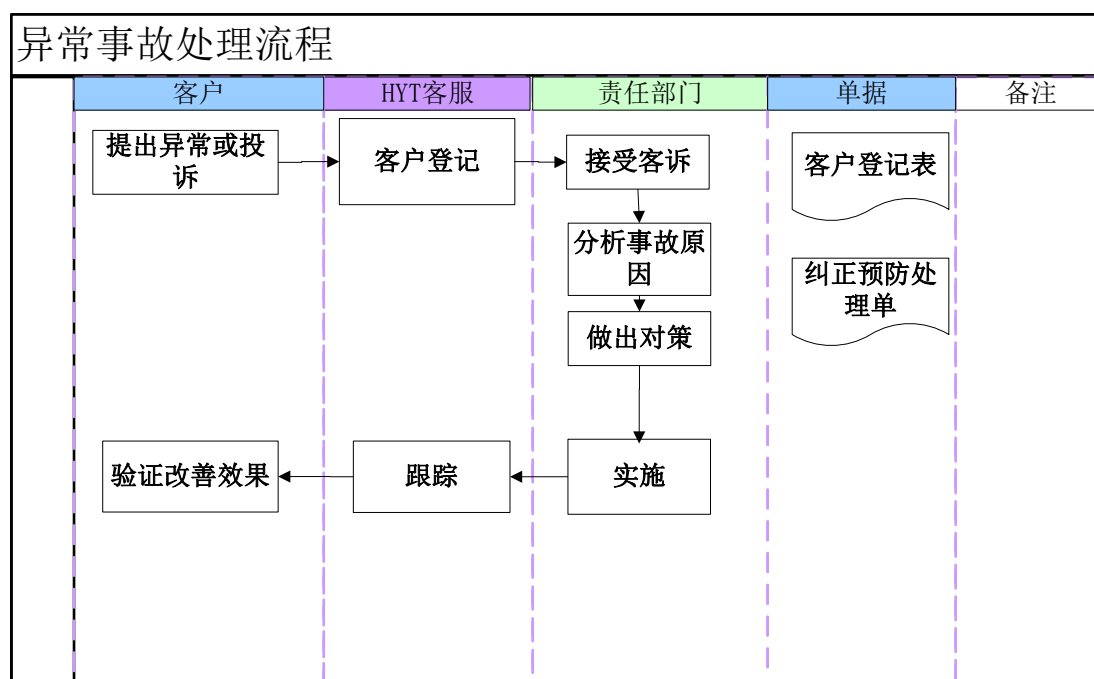 异常事故处理流程
客户
HYT客服
责任部门
单据
备注
提出异常或投
诉
客户登记
接受客诉
客户登记表
分析事故原
因
纠正预防处
理单
做出对策
验证改善效果
跟踪
实施